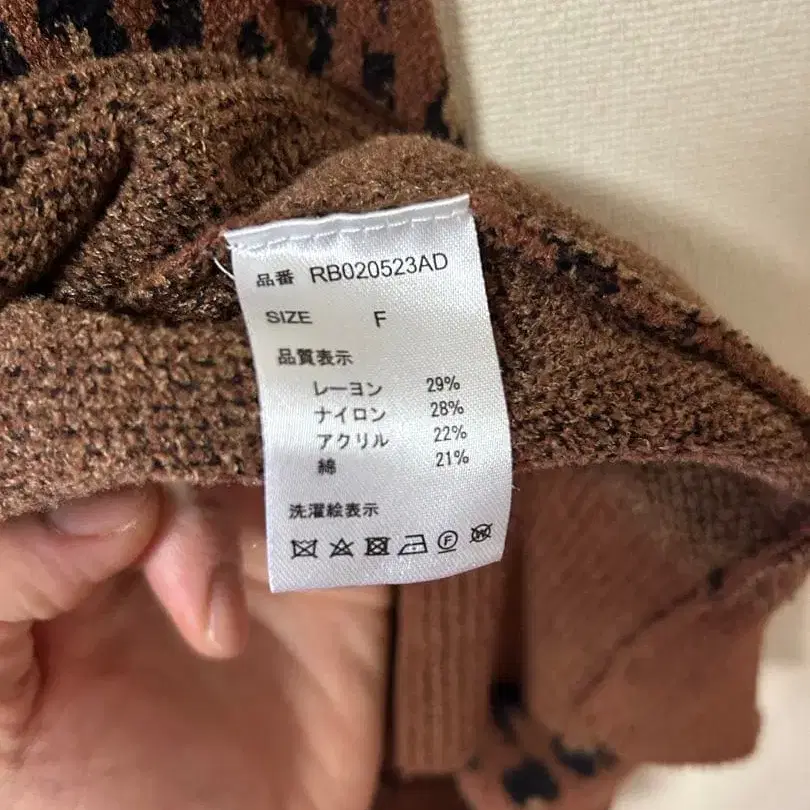 品番 RB020523AD
SIZE F
品質表示
レーヨン 29%
ナイロン 28%
アクリル 22%
綿 21%
洗濯絵表示
F W